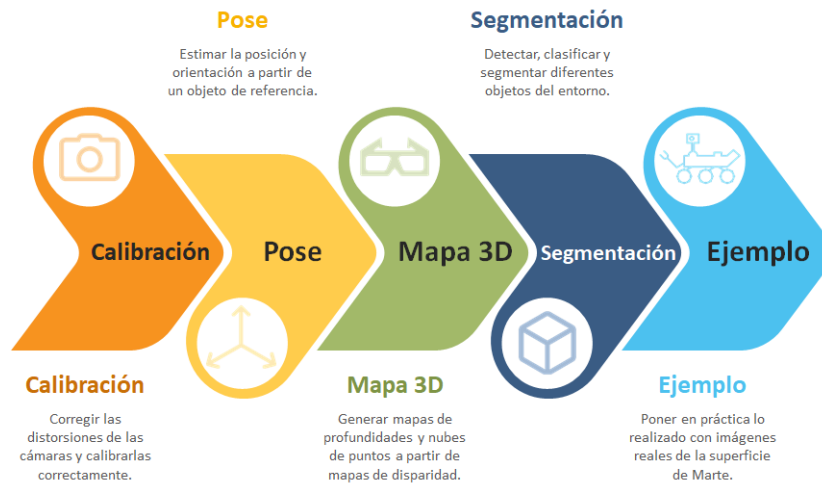 Pose
Estimar la posición y
orientación a partir de
un objeto de referencia.
Segmentación
Detectar, clasificar y
segmentar diferentes
objetos del entorno.
Calibración
Pose
Mapa 3D
Segmentación
Ejemplo
Calibración
Corregir las
distorsiones de las
cámaras y calibrarlas
correctamente.
Mapa 3D
Generar mapas de
profundidades y nubes
de puntos a partir de
mapas de disparidad.
Ejemplo
Poner en práctica lo
realizado con imágenes
reales de la superficie
de Marte.